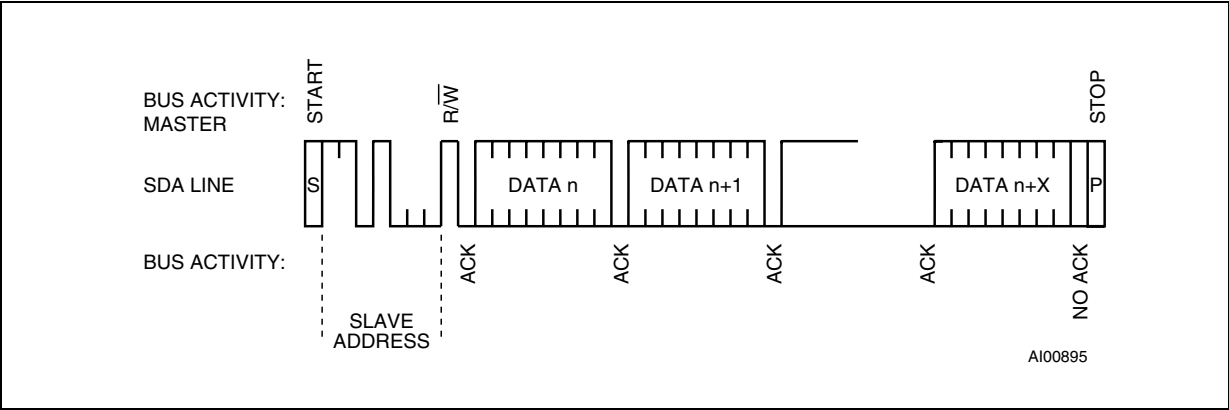 BUS ACTIVITY:
MASTER
START
R/W
STOP
SDA LINE
S
DATA n
DATA n+1
DATA n+X
P
BUS ACTIVITY:
ACK
ACK
ACK
ACK
NO ACK
SLAVE
ADDRESS
AI00895